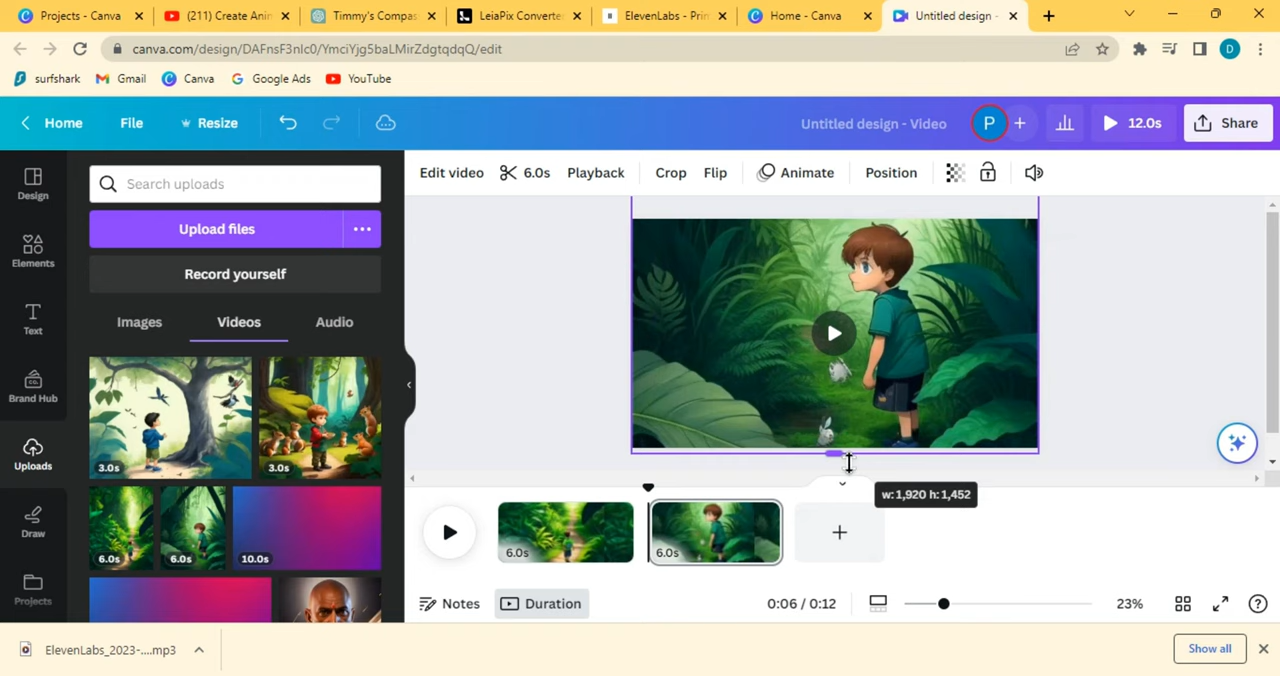 Projects - Canva
(211) Create Anin
Timmy's Compas
LeiaPix Converte
ElevenLabs - Prin
Home - Canva
Untitled design -
canva.com/design/DAFnsF3nlc0/YmciYjg5baLMirZdgtqdqQ/edit
D
surfshark
Gmail
Canva
Google Ads
YouTube
Home
File
Resize
Untitled design - Video
P
12.0s
Share
Design
Elements
Text
Brand Hub
Uploads
Draw
Projects
Search uploads
Upload files
Record yourself
Images
Videos
Audio
3.0s
3.0s
6.0s
6.0s
10.0s
Edit video
6.0s
Playback
Crop
Flip
Animate
Position
w: 1,920 h: 1,452
6.0s
6.0s
Notes
Duration
0:06 / 0:12
23%
ElevenLabs_2023-....mp3
Show all